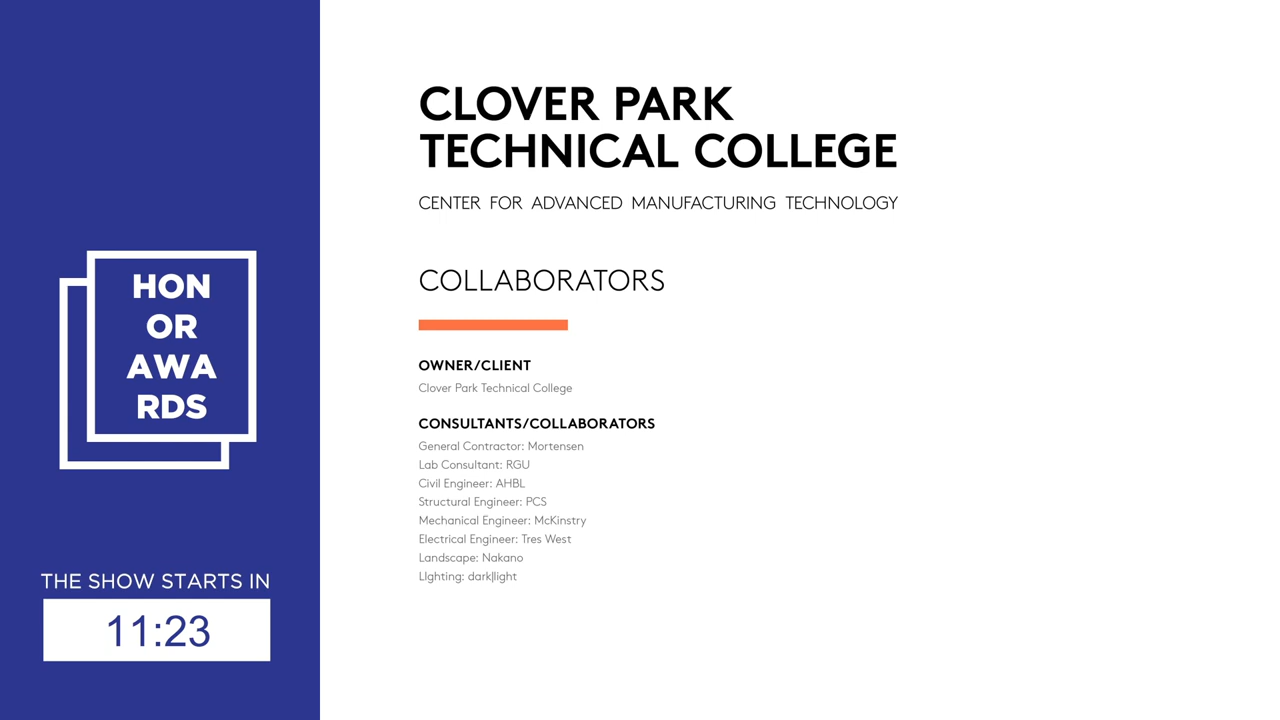 HON
OR
AWA
RDS
THE SHOW STARTS IN
11:23
CLOVER PARK
TECHNICAL COLLEGE
CENTER FOR ADVANCED MANUFACTURING TECHNOLOGY
COLLABORATORS
OWNER/CLIENT
Clover Park Technical College
CONSULTANTS/COLLABORATORS
General Contractor: Mortensen
Lab Consultant: RGU
Civil Engineer: AHBL
Structural Engineer: PCS
Mechanical Engineer: McKinstry
Electrical Engineer: Tres West
Landscape: Nakano
LIghting: dark|light